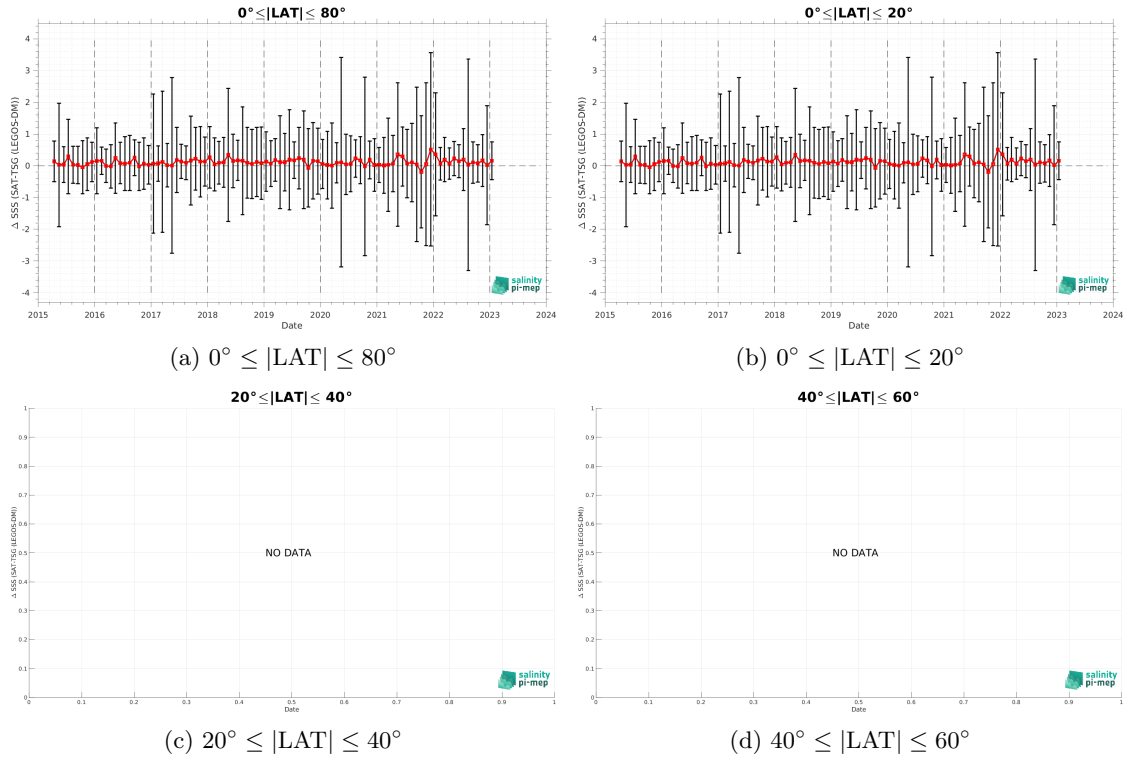 0°≤|LAT|≤ 80°
Δ SSS (SAT-TSG (LEGOS-DM))
4
3
2
1
0
-1
-2
-3
-4
2015 2016 2017 2018 2019 2020 2021 2022 2023 2024
Date
salinity
pi-mep
(a) 0° ≤ |LAT| ≤ 80°
0°≤|LAT|≤ 20°
Δ SSS (SAT-TSG (LEGOS-DM))
4
3
2
1
0
-1
-2
-3
-4
2015 2016 2017 2018 2019 2020 2021 2022 2023 2024
Date
salinity
pi-mep
(b) 0° ≤ |LAT| ≤ 20°
20°≤|LAT|≤ 40°
Δ SSS (SAT-TSG (LEGOS-DM))
1
0.9
0.8
0.7
0.6
0.5
0.4
0.3
0.2
0.1
0
NO DATA
0 0.1 0.2 0.3 0.4 0.5 0.6 0.7 0.8 0.9 1
Date
salinity
pi-mep
(c) 20° ≤ |LAT| ≤ 40°
40°≤|LAT|≤ 60°
Δ SSS (SAT-TSG (LEGOS-DM))
1
0.9
0.8
0.7
0.6
0.5
0.4
0.3
0.2
0.1
0
NO DATA
0 0.1 0.2 0.3 0.4 0.5 0.6 0.7 0.8 0.9 1
Date
salinity
pi-mep
(d) 40° ≤ |LAT| ≤ 60°